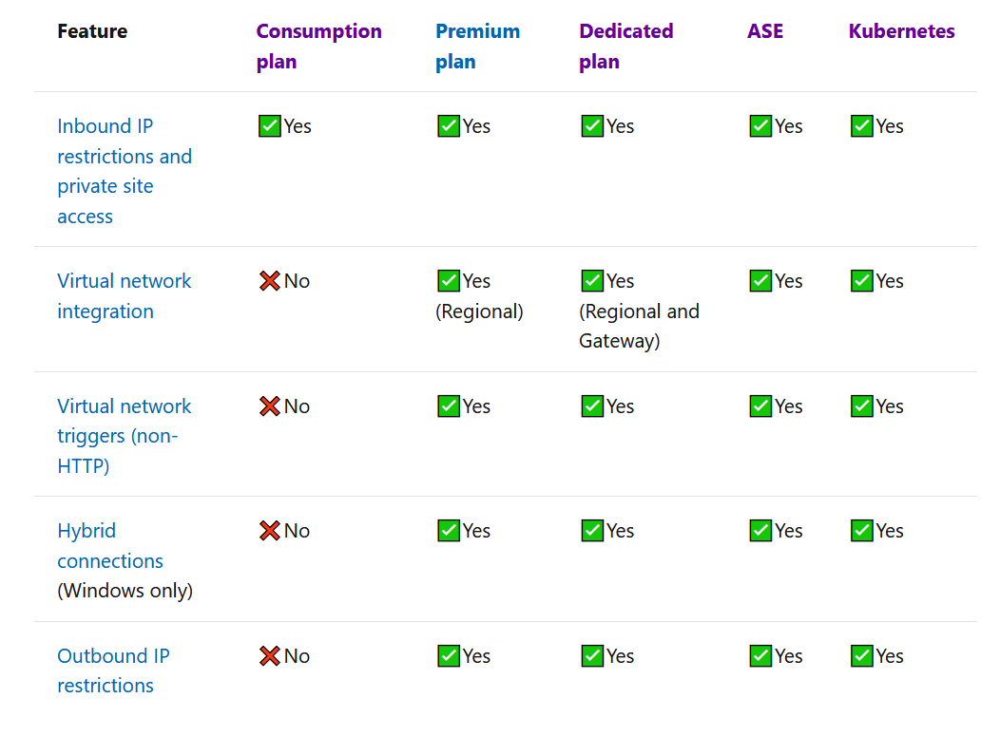 Feature Consumption plan Premium plan Dedicated plan ASE Kubernetes
Inbound IP restrictions and private site access ✅Yes ✅Yes ✅Yes ✅Yes ✅Yes
Virtual network integration ❌No ✅Yes (Regional) ✅Yes (Regional and Gateway) ✅Yes ✅Yes
Virtual network triggers (non-HTTP) ❌No ✅Yes ✅Yes ✅Yes ✅Yes
Hybrid connections (Windows only) ❌No ✅Yes ✅Yes ✅Yes ✅Yes
Outbound IP restrictions ❌No ✅Yes ✅Yes ✅Yes ✅Yes